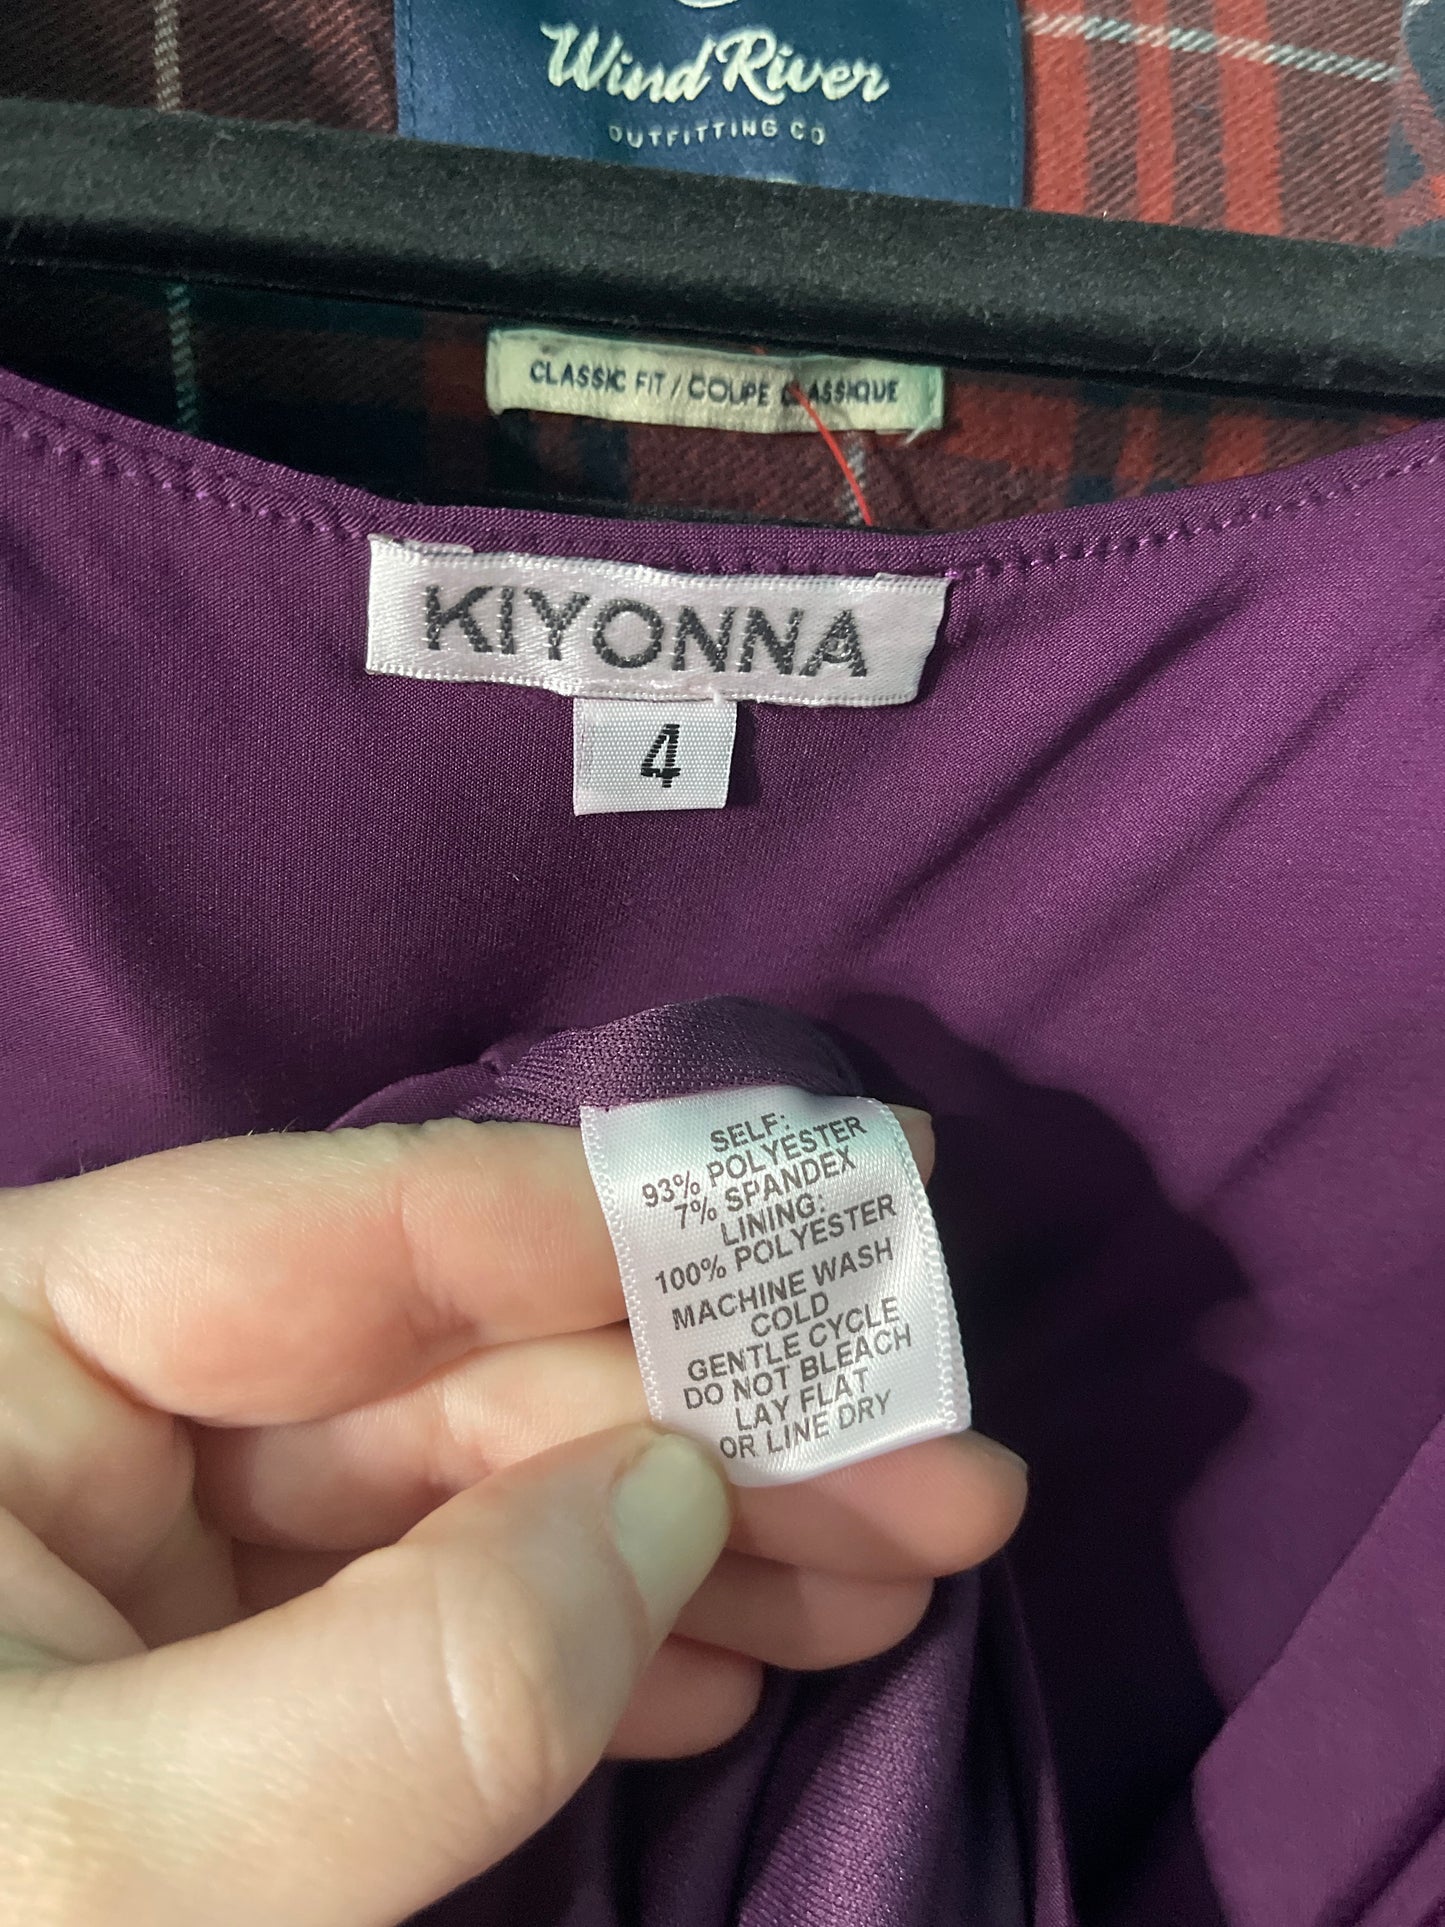 Wind River
OUTFITTING CO
CLASSIC FIT / COUPE CLASSIQUE
KIYONNA
4
SELF:
93% POLYESTER
7% SPANDEX
LINING:
100% POLYESTER
MACHINE WASH
COLD
GENTLE CYCLE
DO NOT BLEACH
LAY FLAT
OR LINE DRY